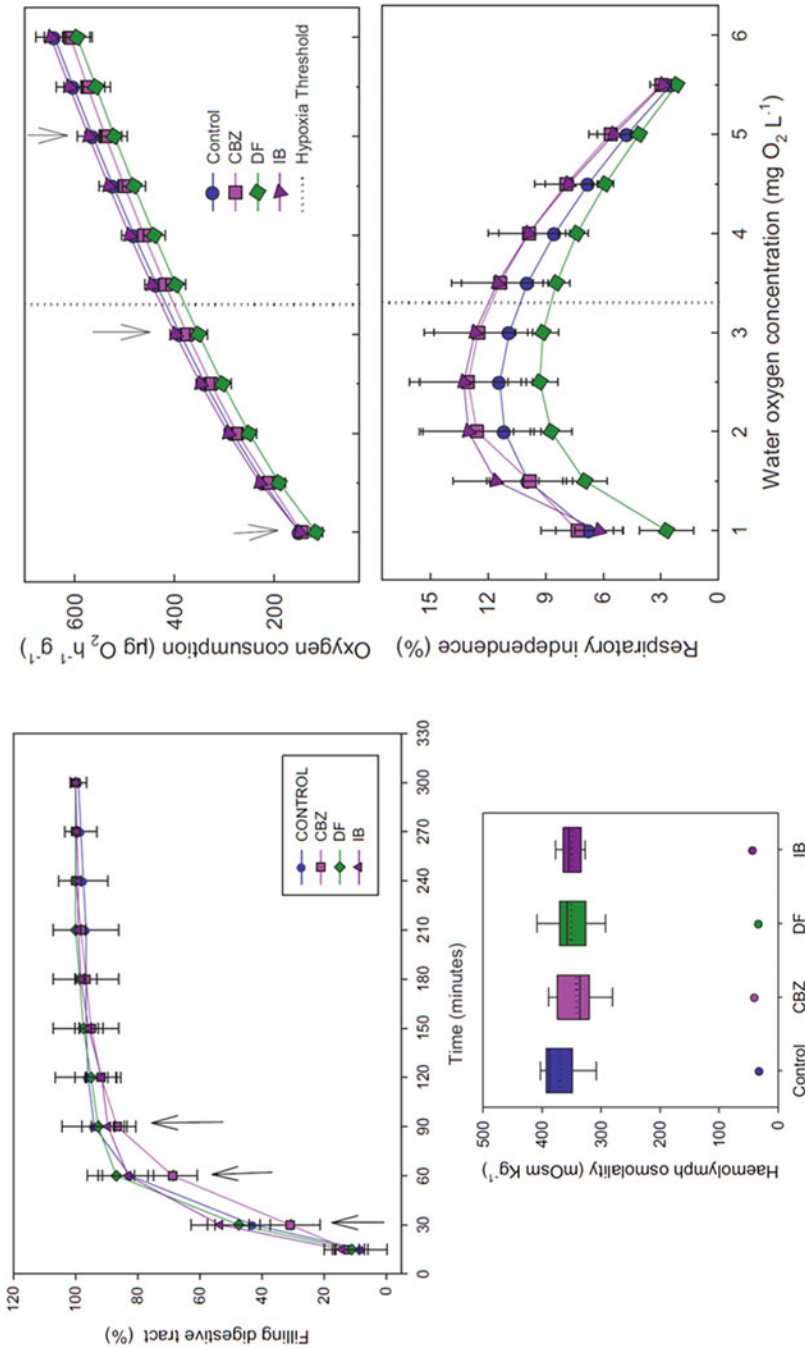 Filling digestive tract (%)
120
100
80
60
40
20
0
0 30 60 90 120 150 180 210 240 270 300 330
Time (minutes)
CONTROL
CBZ
DF
IB
Haemolymph osmolality (mOsm Kg⁻¹)
500
400
300
200
100
0
Control CBZ DF IB
Oxygen consumption (µg O₂ h⁻¹ g⁻¹)
600
400
200
Control
CBZ
DF
IB
Hypoxia Threshold
Respiratory independence (%)
15
12
9
6
3
0
1 2 3 4 5 6
Water oxygen concentration (mg O₂ L⁻¹)